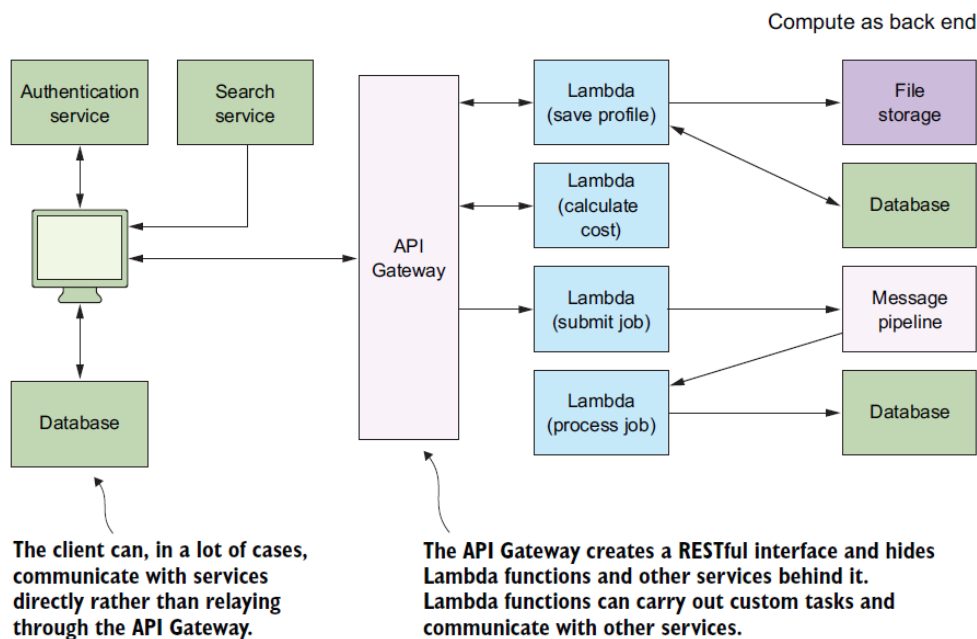 Compute as back end
Authentication
service
Search
service
API
Gateway
Lambda
(save profile)
File
storage
Lambda
(calculate
cost)
Database
Lambda
(submit job)
Message
pipeline
Database
Lambda
(process job)
Database
The client can, in a lot of cases,
communicate with services
directly rather than relaying
through the API Gateway.
The API Gateway creates a RESTful interface and hides
Lambda functions and other services behind it.
Lambda functions can carry out custom tasks and
communicate with other services.